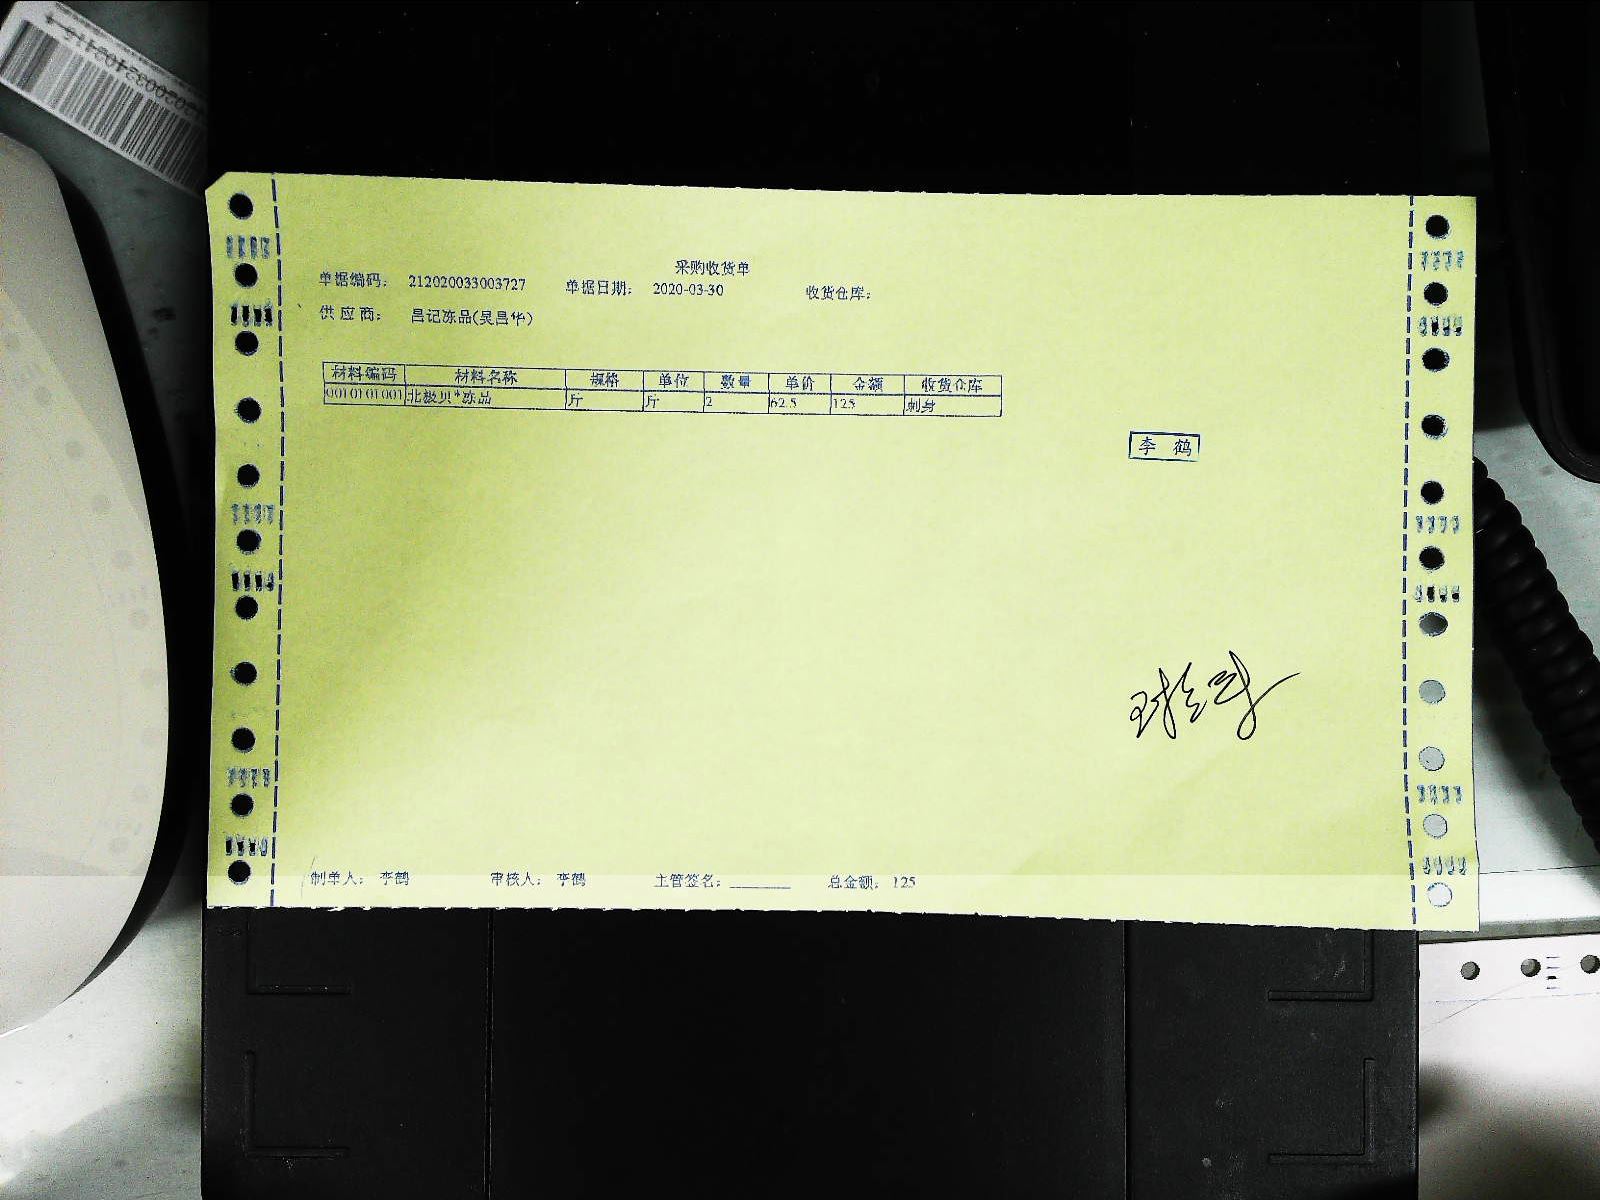 采购收货单
单据编码： 212020033003727 单据日期： 2020-03-30 收货仓库：
供应商： 昌记冻品(吴昌华)
材料编码 材料名称 规格 单位 数量 单价 金额 收货仓库
0010101001 北极贝*冻品 斤 斤 2 62.5 125 刺身
李 鹤
制单人： 李鹤 审核人： 李鹤 主管签名：________ 总金额： 125